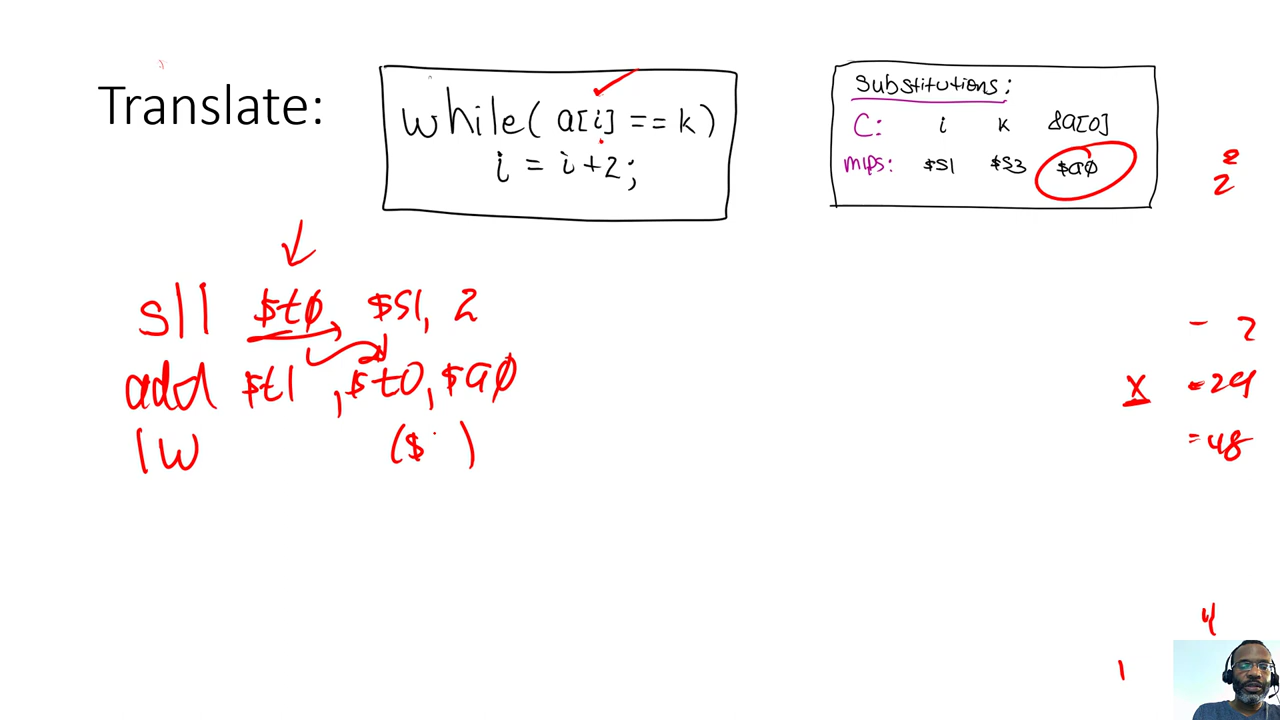 Translate:
while( a[i] == k)
i = i+2;
Substitutions:
C: i k &a[0]
mips: $s1 $s3 $a0
2
2
sll $t0, $s1, 2
add $t1, $t0, $a0
lw ($ )
- 2
x -24
=48
4
1